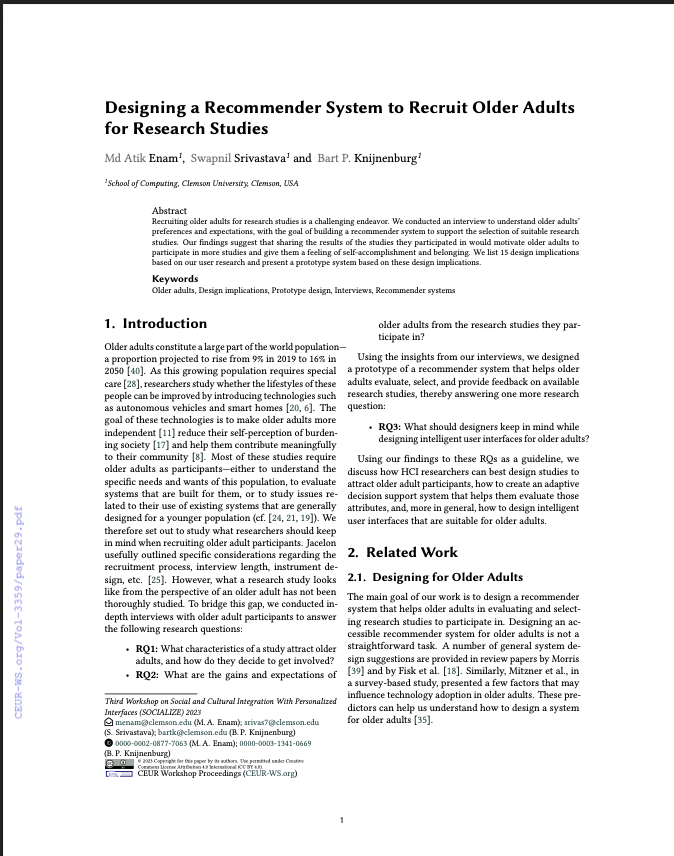 Designing a Recommender System to Recruit Older Adults
for Research Studies
Md Atik Enam¹, Swapnil Srivastava¹ and Bart P. Knijnenburg¹
¹School of Computing, Clemson University, Clemson, USA
Abstract
Recruiting older adults for research studies is a challenging endeavor. We conducted an interview to understand older adults'
preferences and expectations, with the goal of building a recommender system to support the selection of suitable research
studies. Our findings suggest that sharing the results of the studies they participated in would motivate older adults to
participate in more studies and give them a feeling of self-accomplishment and belonging. We list 15 design implications
based on our user research and present a prototype system based on these design implications.
Keywords
Older adults, Design implications, Prototype design, Interviews, Recommender systems
1. Introduction
Older adults constitute a large part of the world population—
a proportion projected to rise from 9% in 2019 to 16% in
2050 [40]. As this growing population requires special
care [28], researchers study whether the lifestyles of these
people can be improved by introducing technologies such
as autonomous vehicles and smart homes [20, 6]. The
goal of these technologies is to make older adults more
independent [11] reduce their self-perception of burden-
ing society [17] and help them contribute meaningfully
to their community [8]. Most of these studies require
older adults as participants—either to understand the
specific needs and wants of this population, to evaluate
systems that are built for them, or to study issues re-
lated to their use of existing systems that are generally
designed for a younger population (cf. [24, 21, 19]). We
therefore set out to study what researchers should keep
in mind when recruiting older adult participants. Jacelon
usefully outlined specific considerations regarding the
recruitment process, interview length, instrument de-
sign, etc. [25]. However, what a research study looks
like from the perspective of an older adult has not been
thoroughly studied. To bridge this gap, we conducted in-
depth interviews with older adult participants to answer
the following research questions:
• RQ1: What characteristics of a study attract older
adults, and how do they decide to get involved?
• RQ2: What are the gains and expectations of
Third Workshop on Social and Cultural Integration With Personalized
Interfaces (SOCIALIZE) 2023
menam@clemson.edu (M. A. Enam); srivas7@clemson.edu
(S. Srivastava); bartk@clemson.edu (B. P. Knijnenburg)
0000-0002-0877-7063 (M. A. Enam); 0000-0003-1341-0669
(B. P. Knijnenburg)
© 2023 Copyright for this paper by its authors. Use permitted under Creative
Commons License Attribution 4.0 International (CC BY 4.0).
CEUR Workshop Proceedings (CEUR-WS.org)
older adults from the research studies they par-
ticipate in?
Using the insights from our interviews, we designed
a prototype of a recommender system that helps older
adults evaluate, select, and provide feedback on available
research studies, thereby answering one more research
question:
• RQ3: What should designers keep in mind while
designing intelligent user interfaces for older adults?
Using our findings to these RQs as a guideline, we
discuss how HCI researchers can best design studies to
attract older adult participants, how to create an adaptive
decision support system that helps them evaluate those
attributes, and, more in general, how to design intelligent
user interfaces that are suitable for older adults.
2. Related Work
2.1. Designing for Older Adults
The main goal of our work is to design a recommender
system that helps older adults in evaluating and select-
ing research studies to participate in. Designing an ac-
cessible recommender system for older adults is not a
straightforward task. A number of general system de-
sign suggestions are provided in review papers by Morris
[39] and by Fisk et al. [18]. Similarly, Mitzner et al., in
a survey-based study, presented a few factors that may
influence technology adoption in older adults. These pre-
dictors can help us understand how to design a system
for older adults [35].
1
CEUR-WS.org/Vol-3359/paper29.pdf